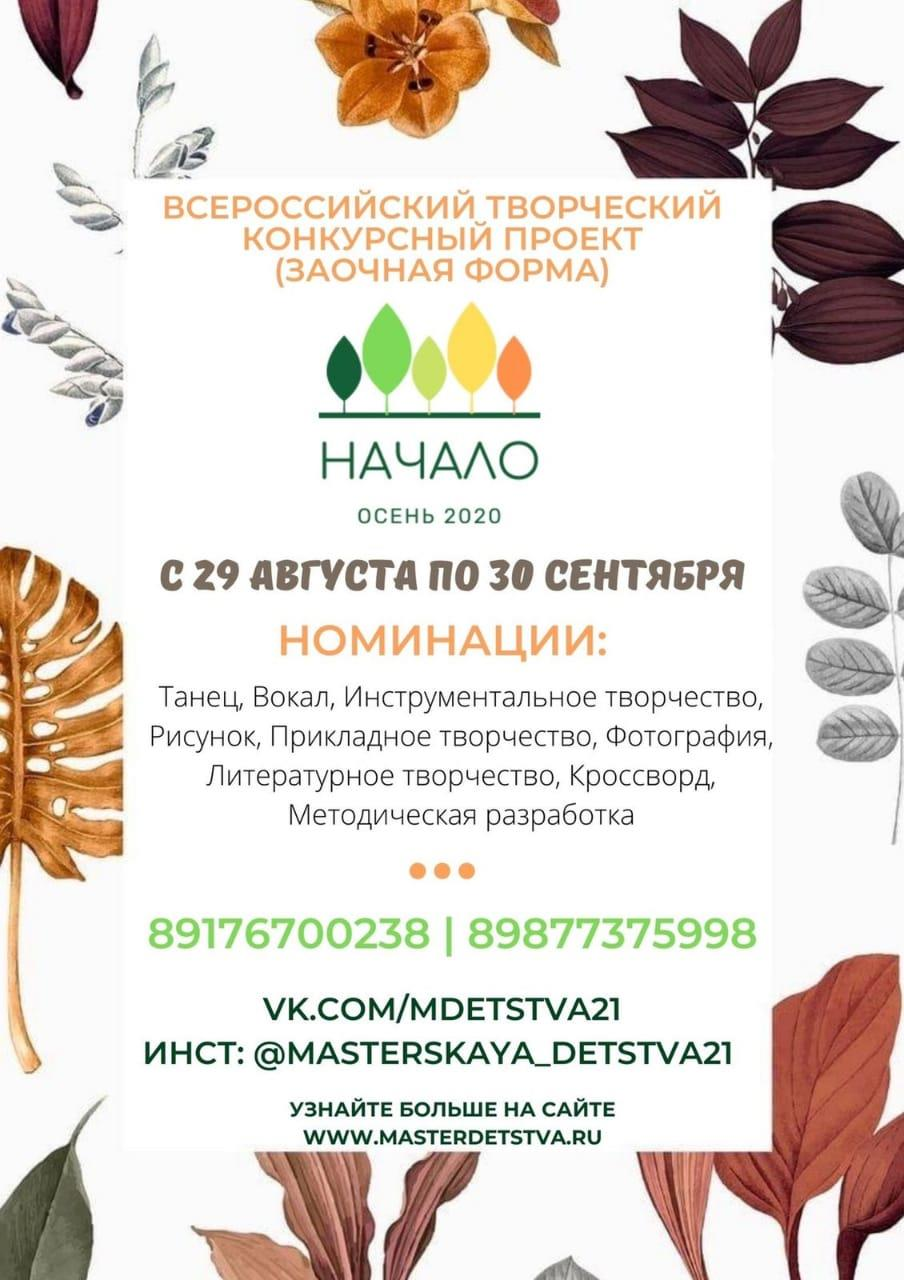 ВСЕРОССИЙСКИЙ ТВОРЧЕСКИЙ
КОНКУРСНЫЙ ПРОЕКТ
(ЗАОЧНАЯ ФОРМА)
НАЧАЛО
ОСЕНЬ 2020
С 29 АВГУСТА ПО 30 СЕНТЯБРЯ
НОМИНАЦИИ:
Танец, Вокал, Инструментальное творчество,
Рисунок, Прикладное творчество, Фотография,
Литературное творчество, Кроссворд,
Методическая разработка
89176700238 | 89877375998
VK.COM/MDETSTVA21
ИНСТ: @MASTERSKAYA_DETSTVA21
УЗНАЙТЕ БОЛЬШЕ НА САЙТЕ
WWW.MASTERDETSTVA.RU